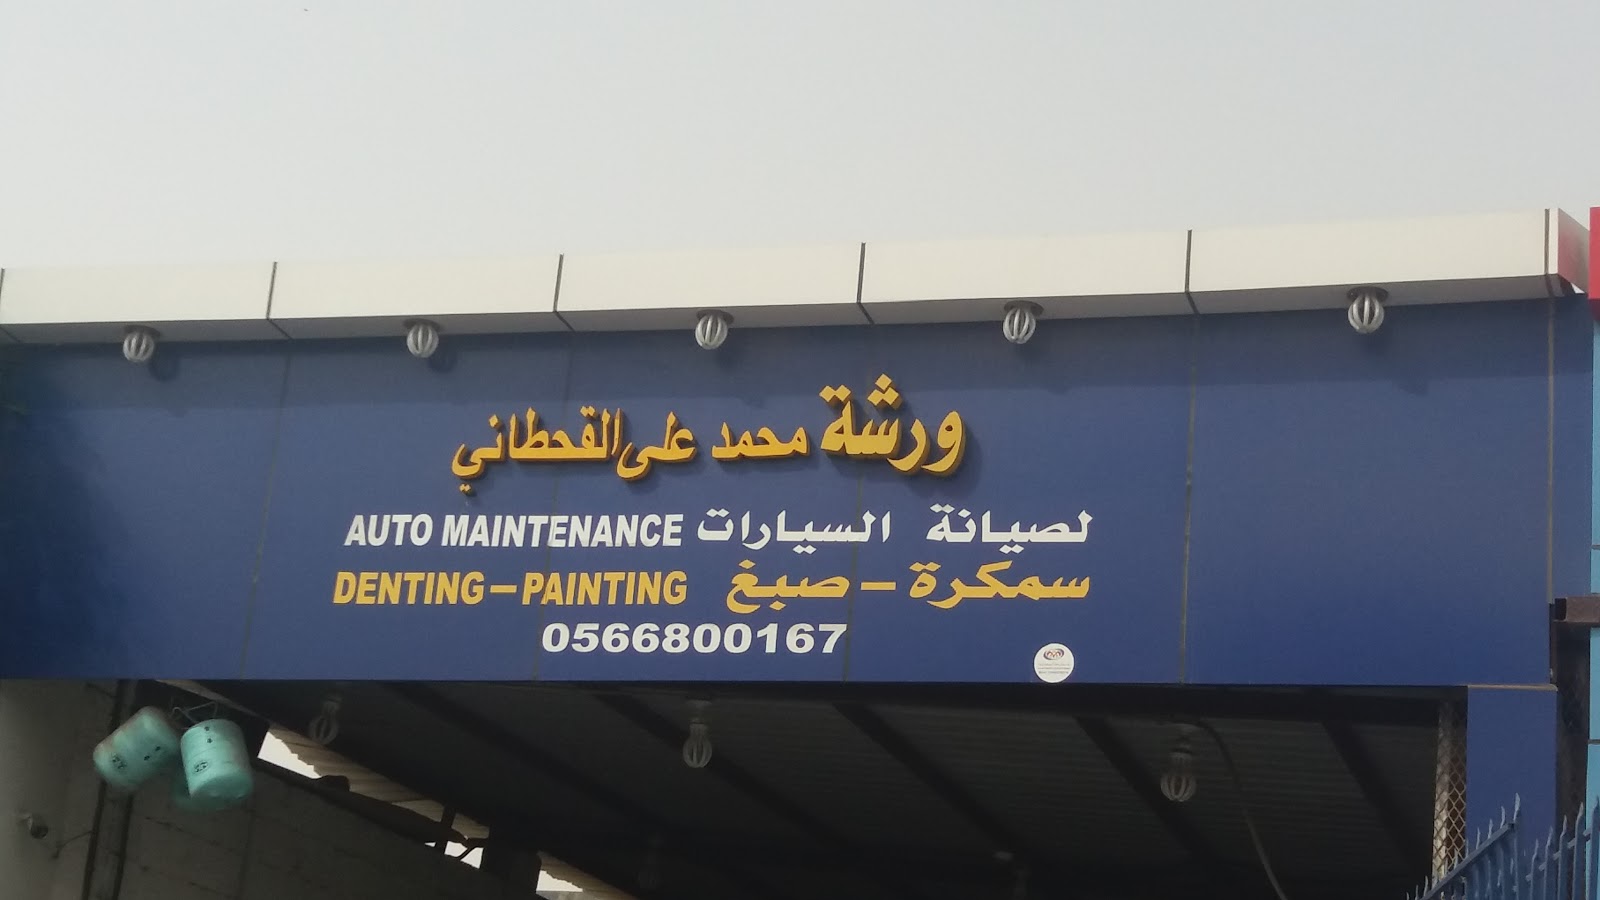 ورشة محمد على القحطاني
لصيانة السيارات AUTO MAINTENANCE
سمكرة - صبغ DENTING-PAINTING
0566800167